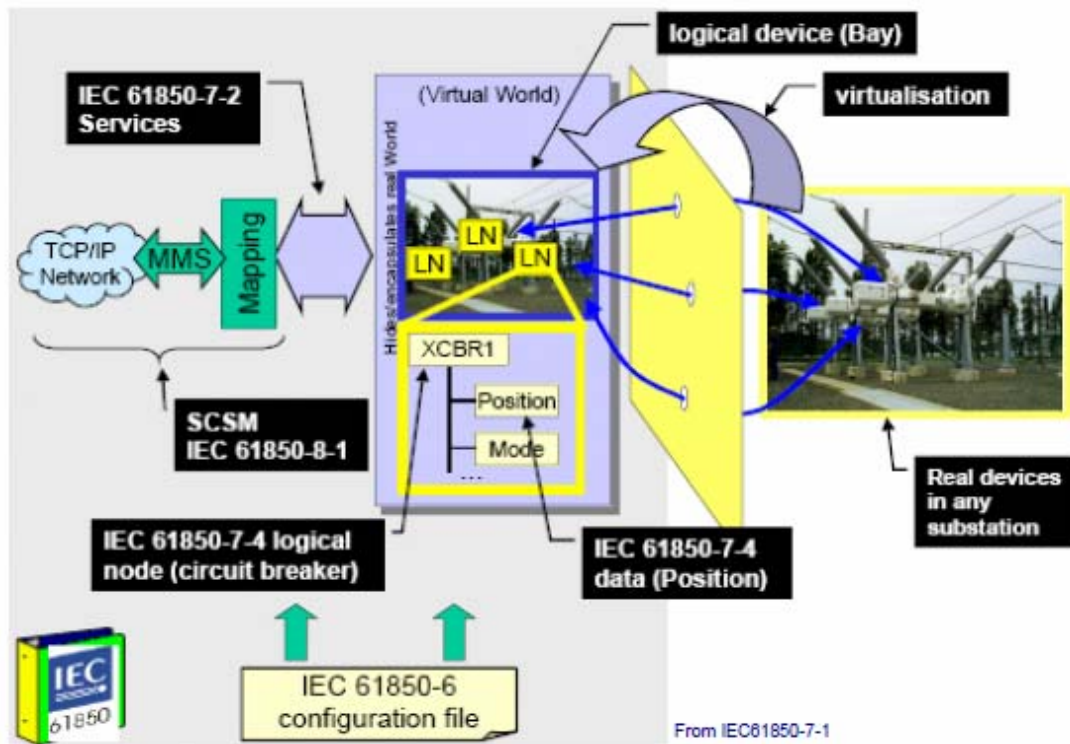 logical device (Bay)
IEC 61850-7-2
Services
(Virtual World)
virtualisation
Hides/encapsulates real World
TCP/IP
Network
MMS
Mapping
LN
LN
LN
XCBR1
Position
Mode
...
SCSM
IEC 61850-8-1
Real devices
in any
substation
IEC 61850-7-4 logical
node (circuit breaker)
IEC 61850-7-4
data (Position)
IEC
61850
IEC 61850-6
configuration file
From IEC61850-7-1